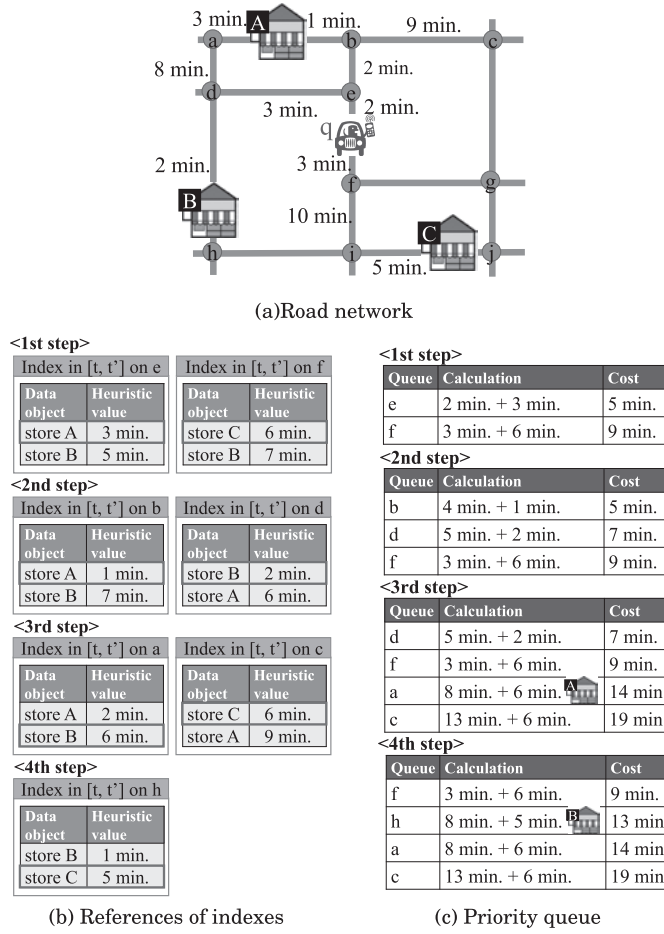 3 min. A 1 min. 9 min.
a b c
8 min. 2 min.
d e
3 min. 2 min.
q
2 min. 3 min.
f g
B
10 min. C
h i j
5 min.
(a)Road network
<1st step>
Index in [t, t'] on e
Data object Heuristic value
store A 3 min.
store B 5 min.
Index in [t, t'] on f
Data object Heuristic value
store C 6 min.
store B 7 min.
<2nd step>
Index in [t, t'] on b
Data object Heuristic value
store A 1 min.
store B 7 min.
Index in [t, t'] on d
Data object Heuristic value
store B 2 min.
store A 6 min.
<3rd step>
Index in [t, t'] on a
Data object Heuristic value
store A 2 min.
store B 6 min.
Index in [t, t'] on c
Data object Heuristic value
store C 6 min.
store A 9 min.
<4th step>
Index in [t, t'] on h
Data object Heuristic value
store B 1 min.
store C 5 min.
(b) References of indexes
<1st step>
Queue Calculation Cost
e 2 min. + 3 min. 5 min.
f 3 min. + 6 min. 9 min.
<2nd step>
Queue Calculation Cost
b 4 min. + 1 min. 5 min.
d 5 min. + 2 min. 7 min.
f 3 min. + 6 min. 9 min.
<3rd step>
Queue Calculation Cost
d 5 min. + 2 min. 7 min.
f 3 min. + 6 min. 9 min.
a 8 min. + 6 min. A 14 min
c 13 min. + 6 min. 19 min
<4th step>
Queue Calculation Cost
f 3 min. + 6 min. 9 min.
h 8 min. + 5 min. B 13 min
a 8 min. + 6 min. 14 min
c 13 min. + 6 min. 19 min
(c) Priority queue